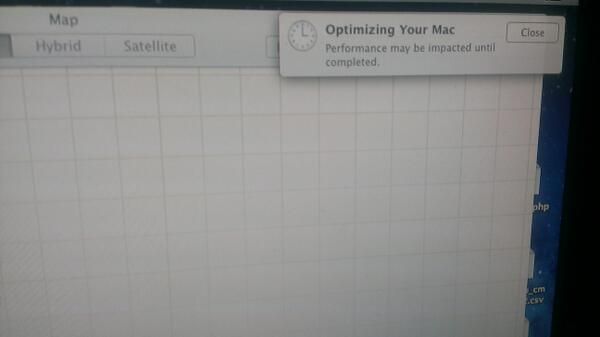 Map
Hybrid
Satellite
Optimizing Your Mac
Close
Performance may be impacted until
completed.
php
_cm
.csv